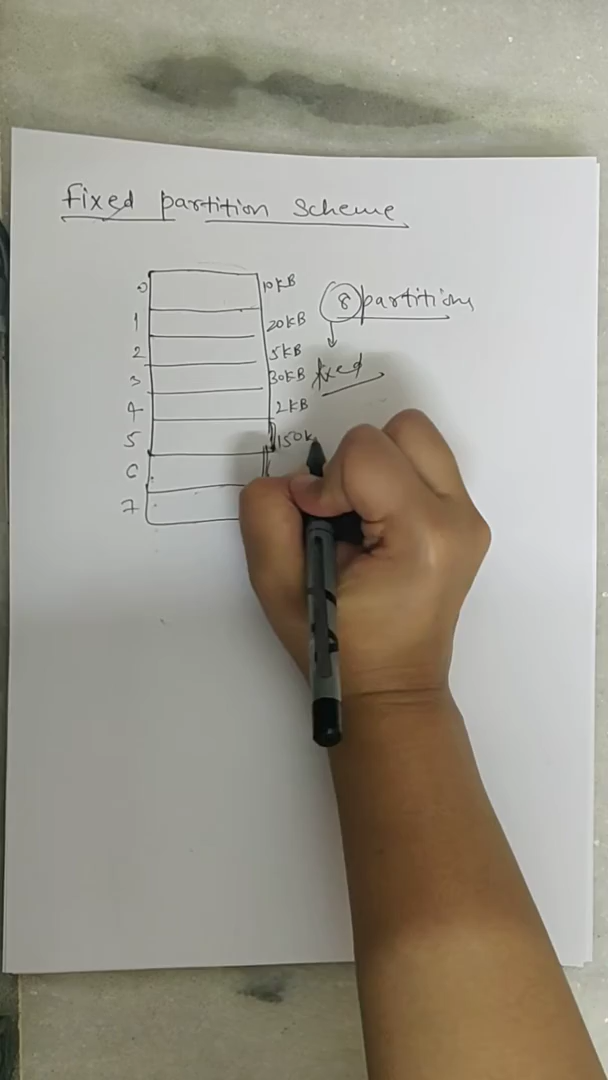 Fixed partition scheme
0 10KB
1 20KB
2 5KB
3 30KB
4 2KB
5 150K
6
7
8 partitions
fixed